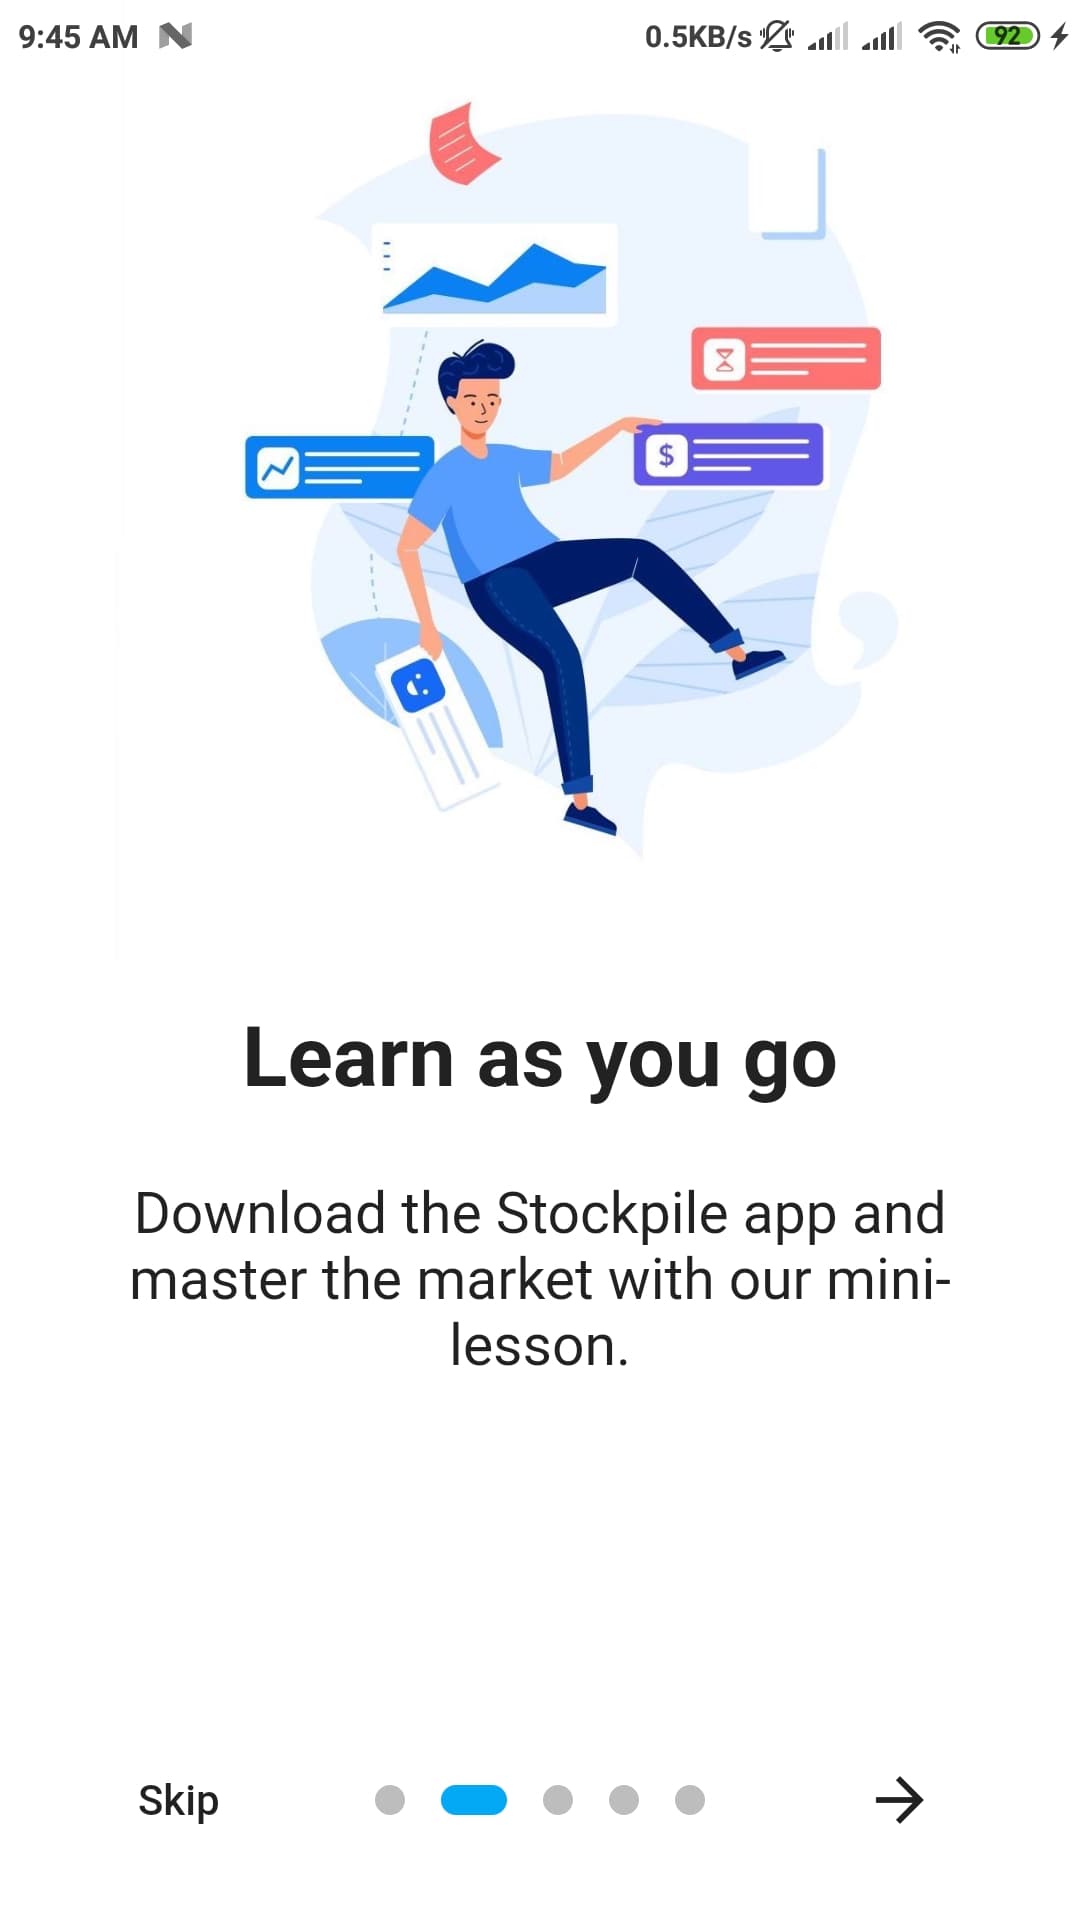 9:45 AM 0.5KB/s 92
$
Learn as you go
Download the Stockpile app and
master the market with our mini-
lesson.
Skip